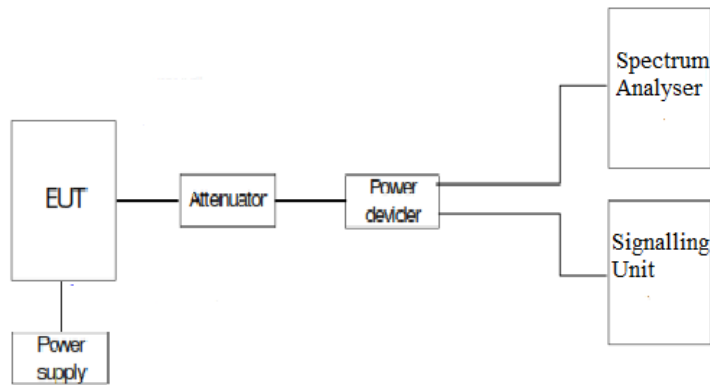 Spectrum
Analyser
EUT
Attenuator
Power
devider
Signalling
Unit
Power
supply